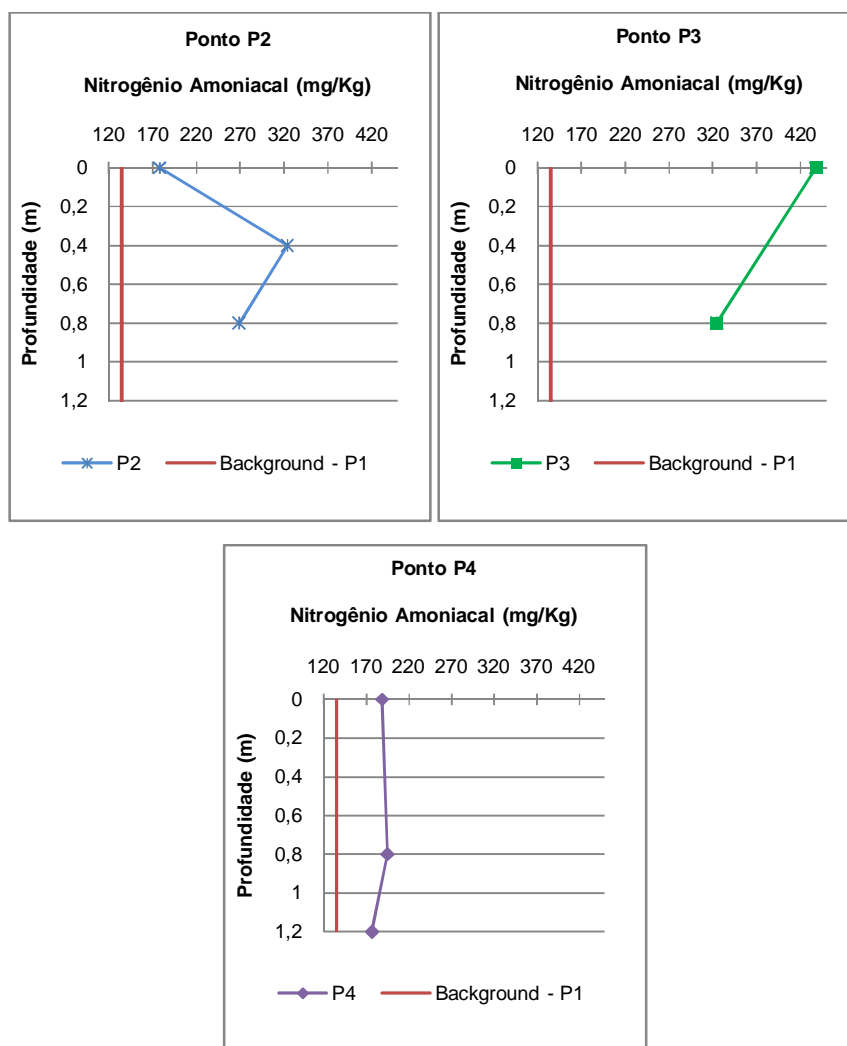 Ponto P2
Nitrogênio Amoniacal (mg/Kg)
120 170 220 270 320 370 420
0
0,2
0,4
0,6
0,8
1
1,2
Profundidade (m)
P2 Background - P1
Ponto P3
Nitrogênio Amoniacal (mg/Kg)
120 170 220 270 320 370 420
0
0,2
0,4
0,6
0,8
1
1,2
Profundidade (m)
P3 Background - P1
Ponto P4
Nitrogênio Amoniacal (mg/Kg)
120 170 220 270 320 370 420
0
0,2
0,4
0,6
0,8
1
1,2
Profundidade (m)
P4 Background - P1